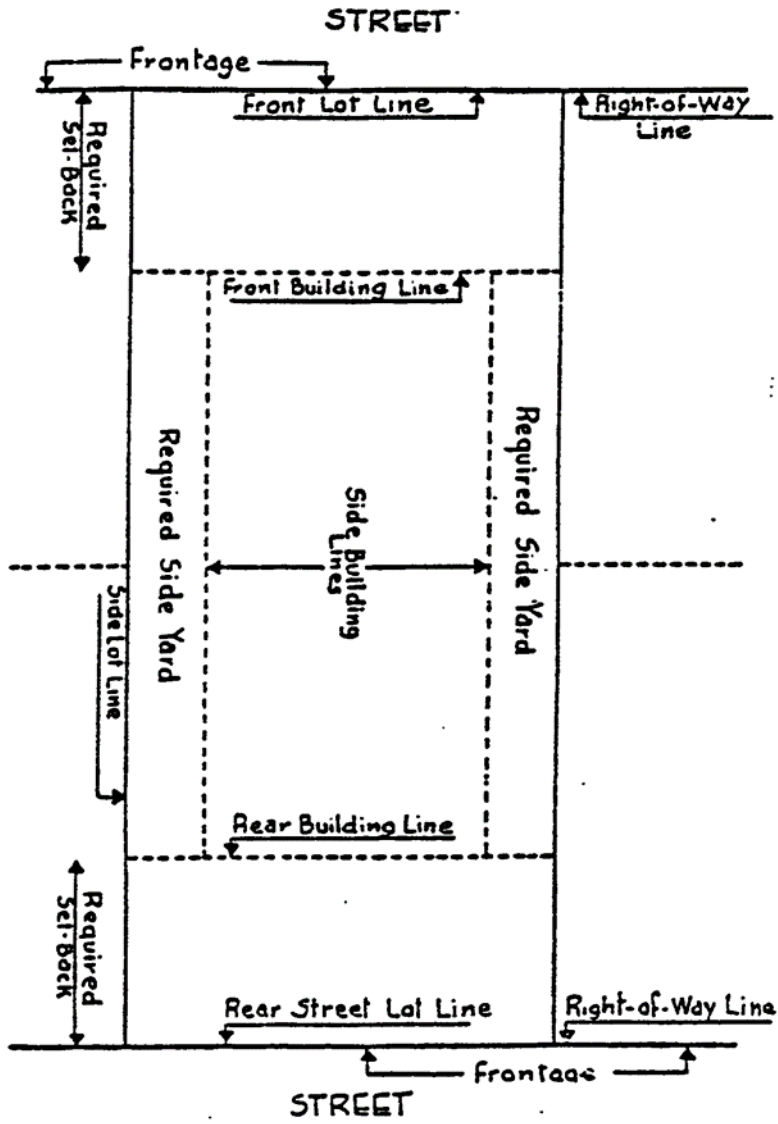 STREET
Frontage
Front Lot Line
Right-of-Way
Line
Required
Set-Back
Front Building Line
Required Side Yard
Side Building
Lines
Required Side Yard
Side Lot Line
Rear Building Line
Required
Set-Back
Rear Street Lot Line
Right-of-Way Line
Frontage
STREET